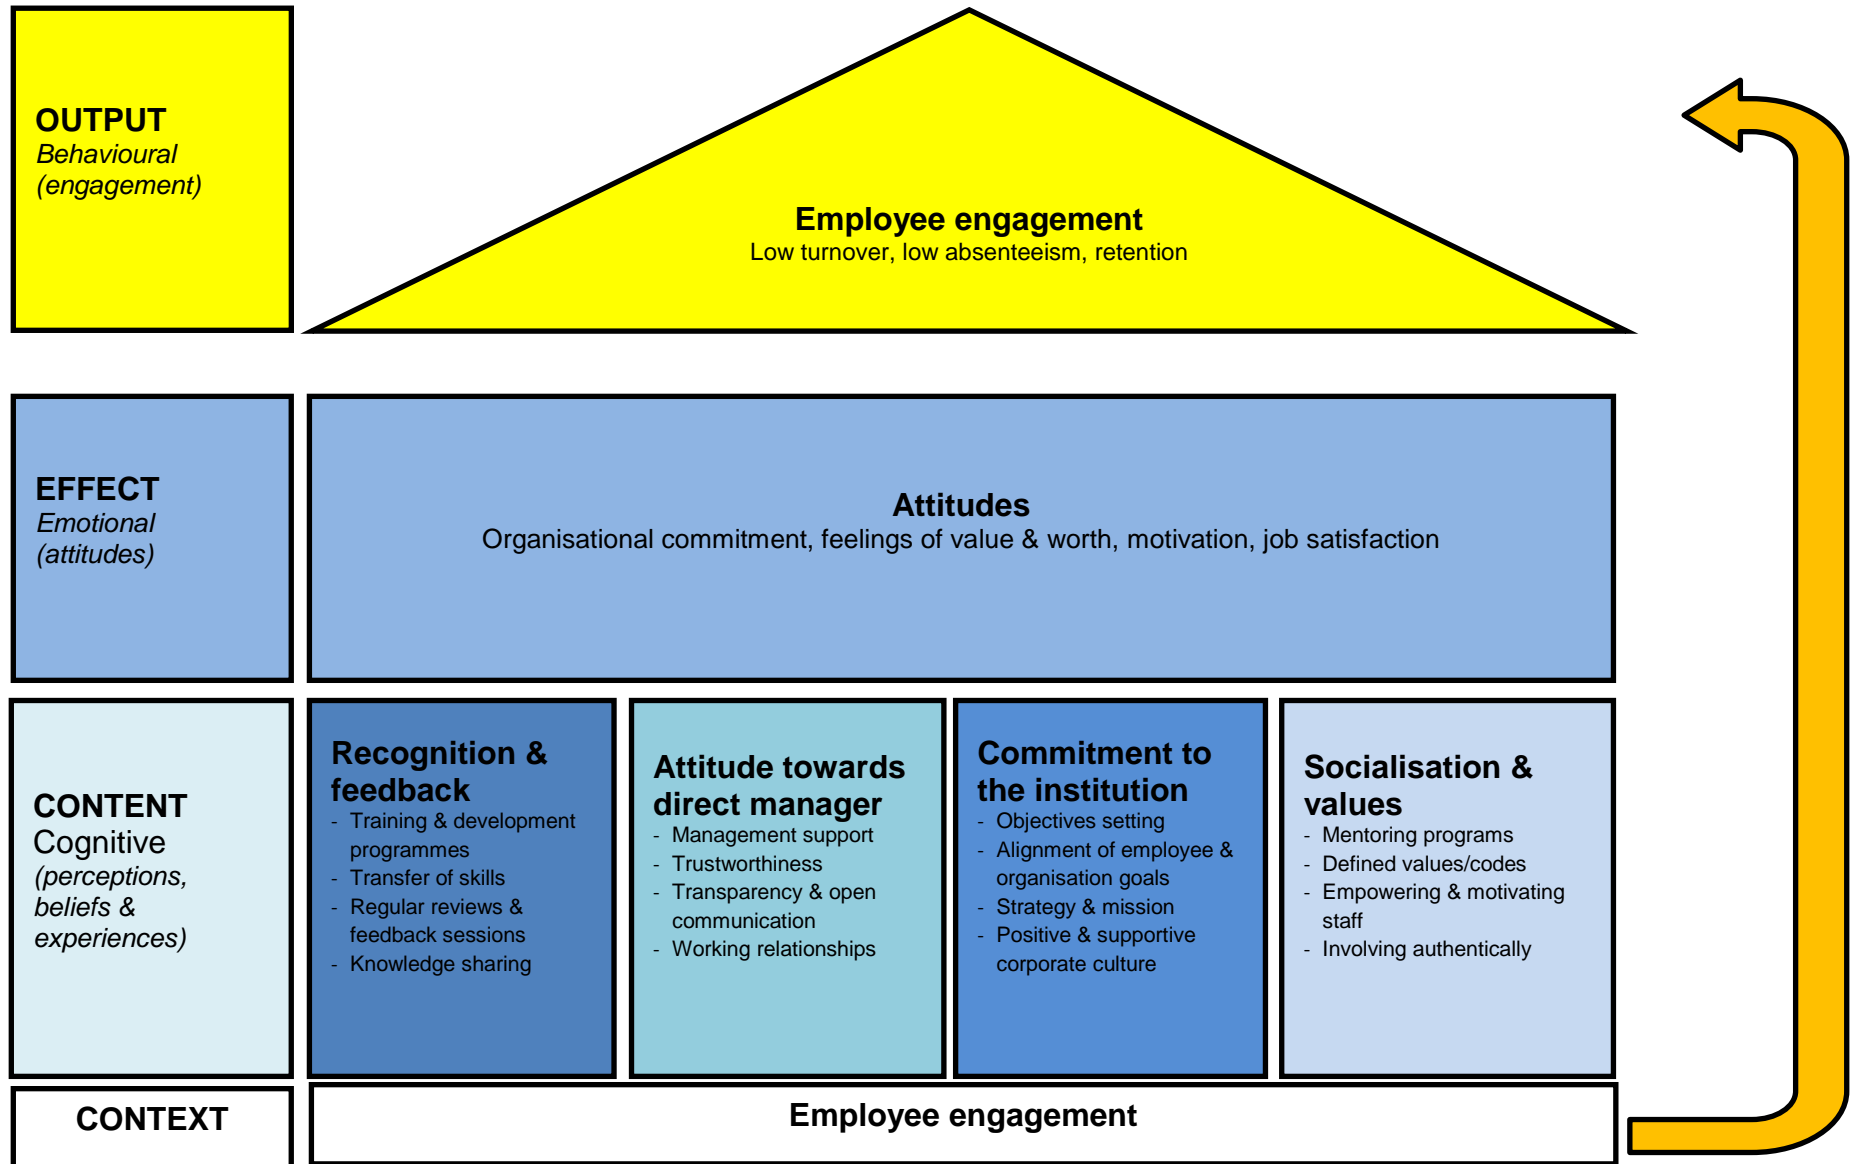 OUTPUT
Behavioural
(engagement)
Employee engagement
Low turnover, low absenteeism, retention
EFFECT
Emotional
(attitudes)
Attitudes
Organisational commitment, feelings of value & worth, motivation, job satisfaction
CONTENT
Cognitive
(perceptions,
beliefs &
experiences)
Recognition &
feedback
- Training & development
programmes
- Transfer of skills
- Regular reviews &
feedback sessions
- Knowledge sharing
Attitude towards
direct manager
- Management support
- Trustworthiness
- Transparency & open
communication
- Working relationships
Commitment to
the institution
- Objectives setting
- Alignment of employee &
organisation goals
- Strategy & mission
- Positive & supportive
corporate culture
Socialisation &
values
- Mentoring programs
- Defined values/codes
- Empowering & motivating
staff
- Involving authentically
CONTEXT
Employee engagement